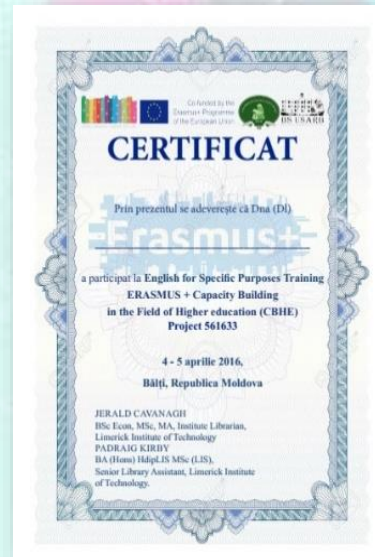 Co-funded by the
Erasmus+ Programme
of the European Union
BȘ USARB
CERTIFICAT
Prin prezentul se adeverește că Dna (Dl)
Erasmus+
a participat la English for Specific Purposes Training
ERASMUS + Capacity Building
in the Field of Higher education (CBHE)
Project 561633
4 - 5 aprilie 2016,
Bălți, Republica Moldova
JERALD CAVANAGH
BSc Econ, MSc, MA, Institute Librarian,
Limerick Institute of Technology
PADRAIG KIRBY
BA (Hons) HdipLIS MSc (LIS),
Senior Library Assistant, Limerick Institute
of Technology.